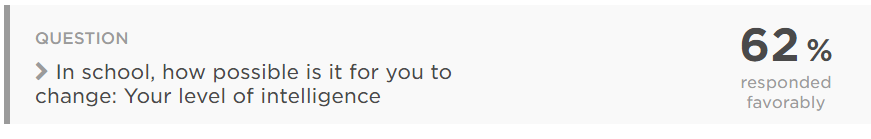 QUESTION
In school, how possible is it for you to
change: Your level of intelligence
62 %
responded
favorably